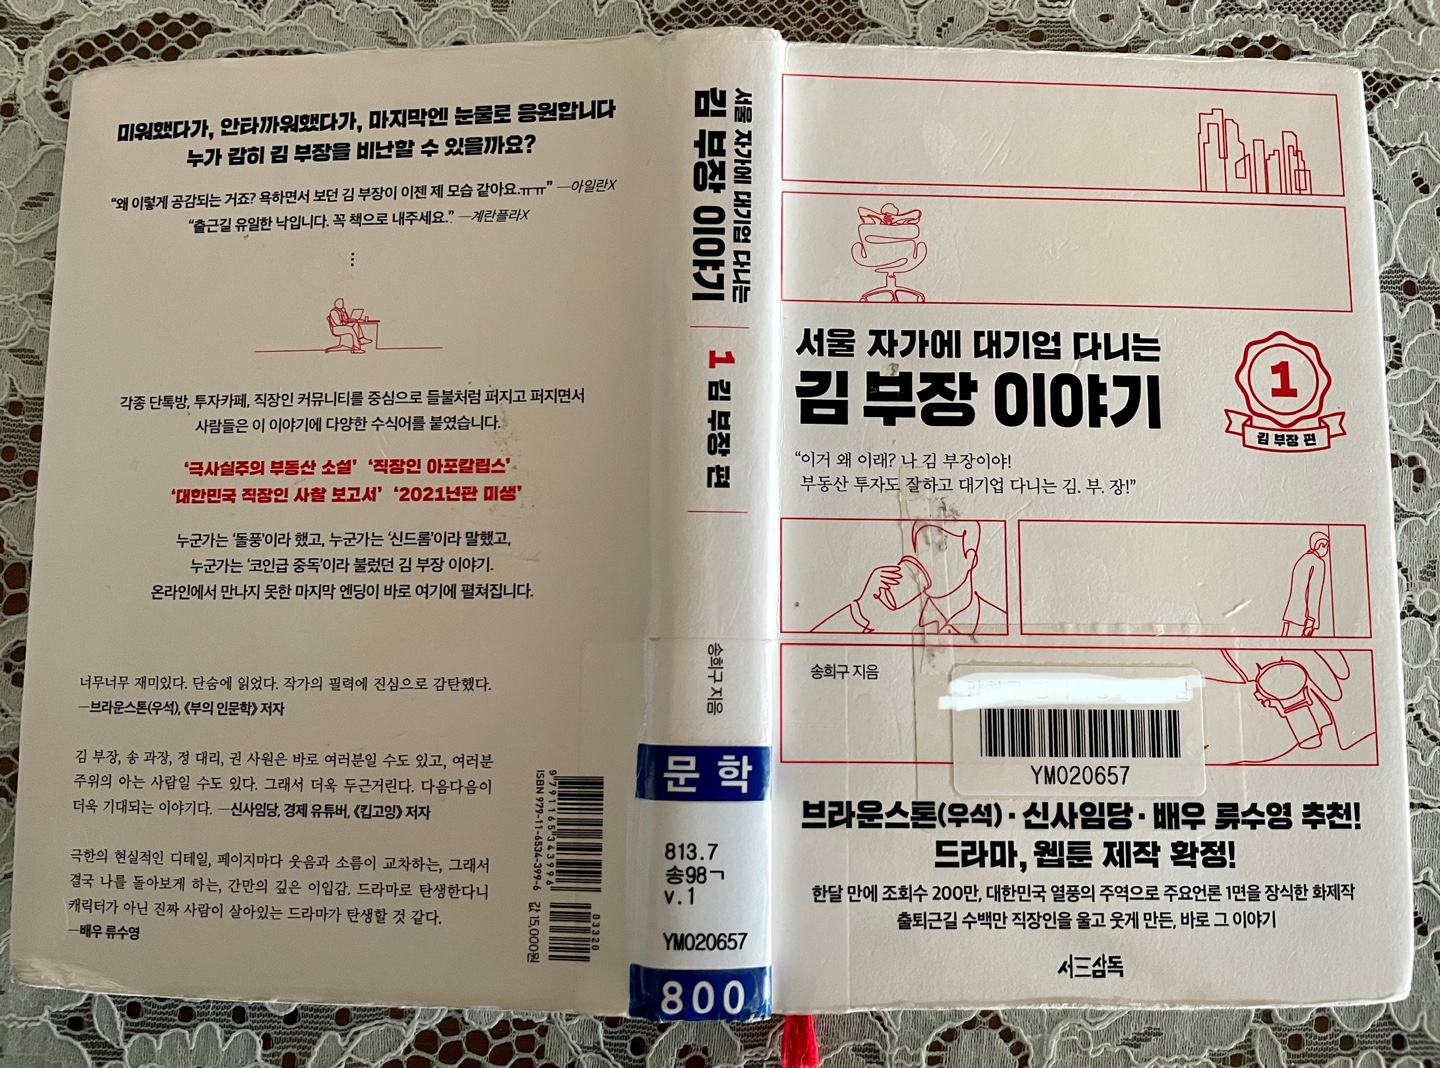 미워했다가, 안타까워했다가, 마지막엔 눈물로 응원합니다
누가 감히 김 부장을 비난할 수 있을까요?
“왜 이렇게 공감되는 거죠? 욕하면서 보던 김 부장이 이젠 제 모습 같아요.ㅠㅠ” —아일란X
“출근길 유일한 낙입니다. 꼭 책으로 내주세요.” —계란플라X
⋮
각종 단톡방, 투자카페, 직장인 커뮤니티를 중심으로 들불처럼 퍼지고 퍼지면서
사람들은 이 이야기에 다양한 수식어를 붙였습니다.
‘극사실주의 부동산 소설’ ‘직장인 아포칼립스’
‘대한민국 직장인 사찰 보고서’ ‘2021년판 미생’
누군가는 ‘돌풍’이라 했고, 누군가는 ‘신드롬’이라 말했고,
누군가는 ‘코인급 중독’이라 불렀던 김 부장 이야기.
온라인에서 만나지 못한 마지막 엔딩이 바로 여기에 펼쳐집니다.
너무너무 재미있다. 단숨에 읽었다. 작가의 필력에 진심으로 감탄했다.
—브라운스톤(우석), 《부의 인문학》 저자
김 부장, 송 과장, 정 대리, 권 사원은 바로 여러분일 수도 있고, 여러분
주위의 아는 사람일 수도 있다. 그래서 더욱 두근거린다. 다음다음이
더욱 기대되는 이야기다. —신사임당, 경제 유튜버, 《킵고잉》 저자
극한의 현실적인 디테일, 페이지마다 웃음과 소름이 교차하는, 그래서
결국 나를 돌아보게 하는, 간만의 깊은 이입감. 드라마로 탄생한다니
캐릭터가 아닌 진짜 사람이 살아있는 드라마가 탄생할 것 같다.
—배우 류수영
9791165343996
ISBN 979-11-6534-399-6
03320
값 15,000원
서울 자가에 대기업 다니는
김 부장 이야기
1 김 부장 편
송희구 지음
문학
813.7
송98ㄱ
v.1
YM020657
800
서울 자가에 대기업 다니는
김 부장 이야기
1
김 부장 편
“이거 왜 이래? 나 김 부장이야!
부동산 투자도 잘하고 대기업 다니는 김. 부. 장!”
송희구 지음
YM020657
브라운스톤(우석)·신사임당·배우 류수영 추천!
드라마, 웹툰 제작 확정!
한달 만에 조회수 200만, 대한민국 열풍의 주역으로 주요언론 1면을 장식한 화제작
출퇴근길 수백만 직장인을 울고 웃게 만든, 바로 그 이야기
서삼독